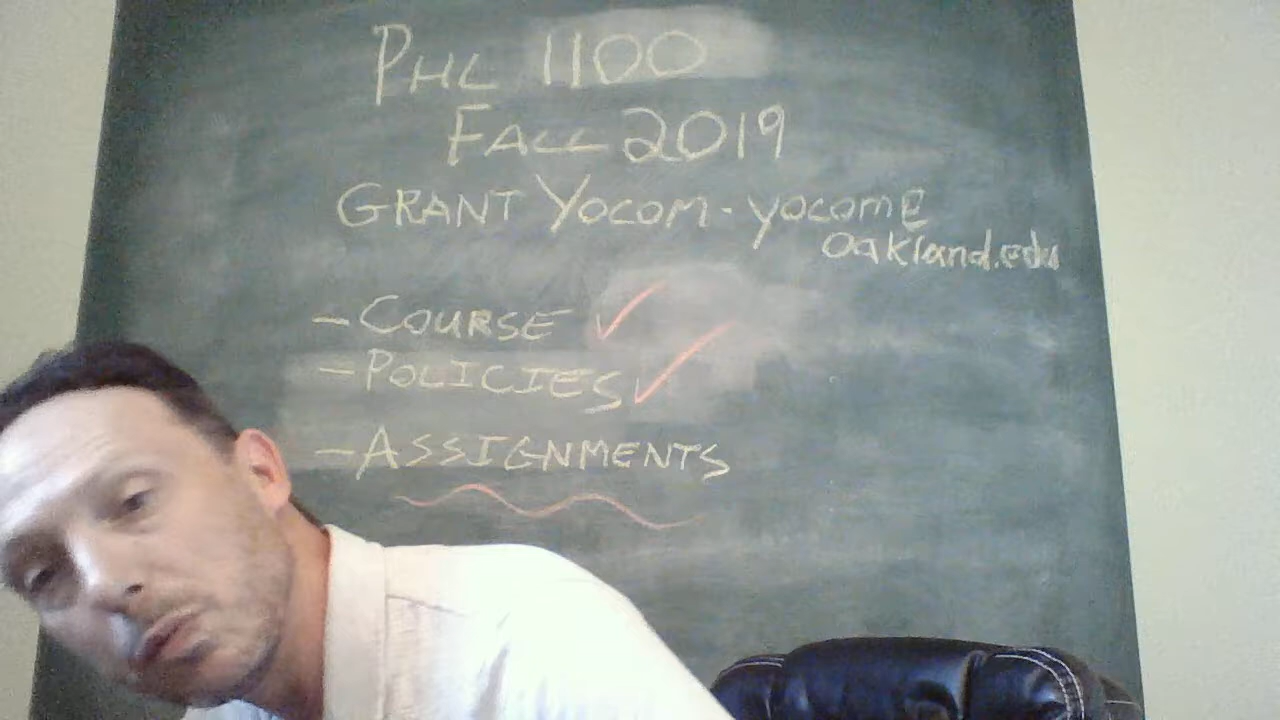 PHL 1100
FALL 2019
GRANT YOCOM - yocom@
oakland.edu
- COURSE ✓
- POLICIES ✓
- ASSIGNMENTS